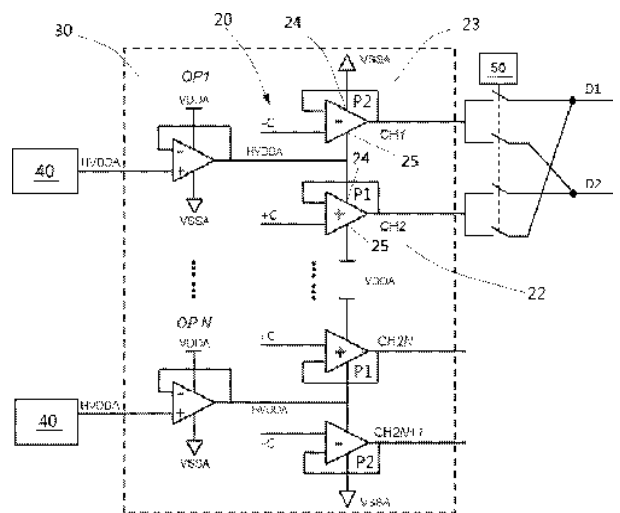 30
20
24
23
VSSA
OP1
VDDA
P2
50
D1
-C
CH1
40
HVDDA
HVDDA
24
25
P1
D2
VSSA
+C
CH2
25
VDDA
22
OP N
VDDA
+C
CH2N
P1
40
HVDDA
HVDDA
-C
CH2N+1
VSSA
P2
VSSA